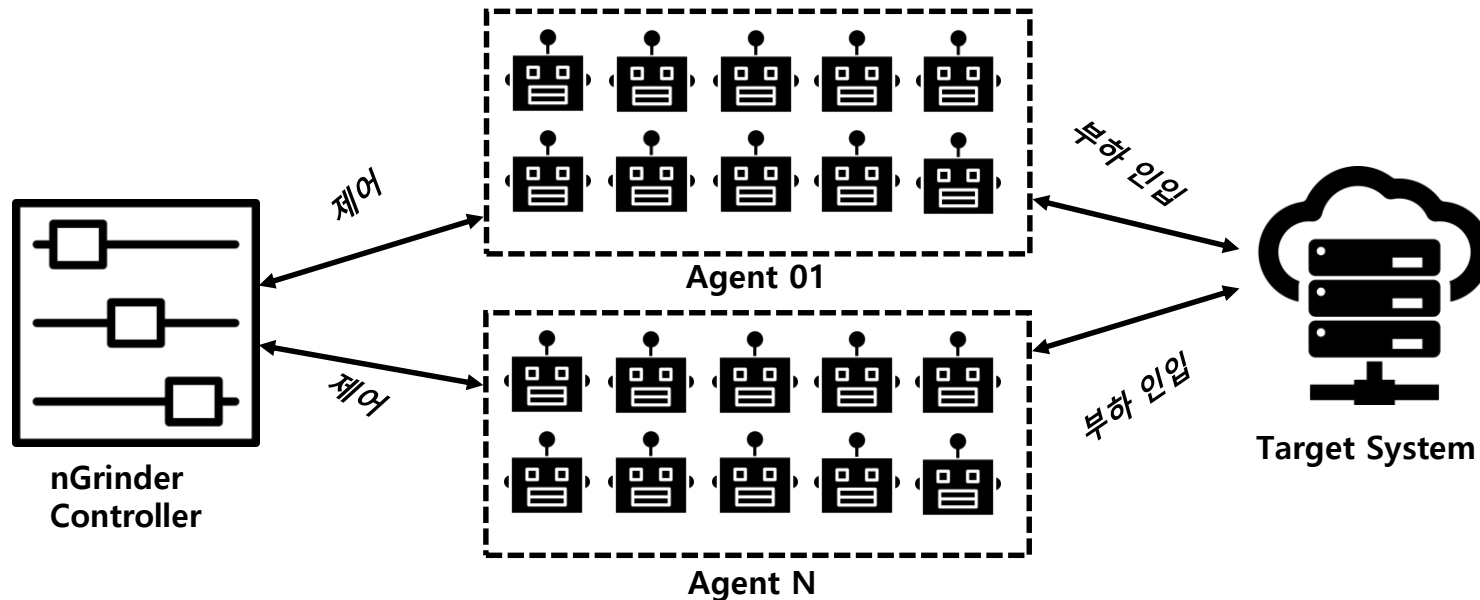 제어
부하 인입
Agent 01
제어
부하 인입
nGrinder
Controller
Target System
Agent N